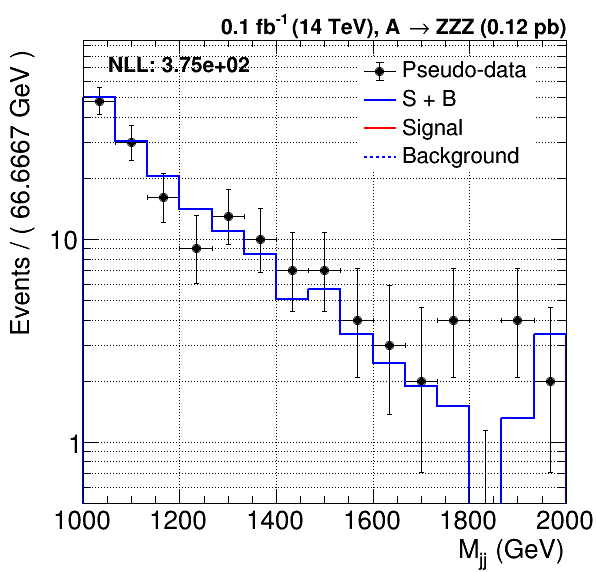 0.1 fb⁻¹ (14 TeV), A → ZZZ (0.12 pb)
NLL: 3.75e+02
Pseudo-data
S + B
Signal
Background
Events / ( 66.6667 GeV )
10
1
1000 1200 1400 1600 1800 2000
Mjj (GeV)